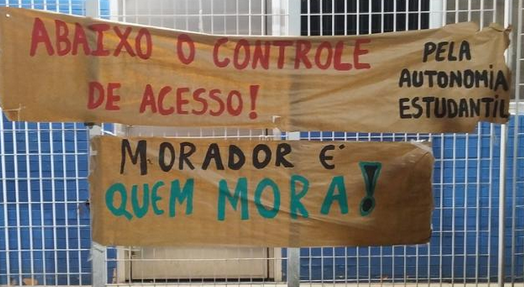 ABAIXO O CONTROLE
DE ACESSO!
PELA
AUTONOMIA
ESTUDANTIL
MORADOR É
QUEM MORA!